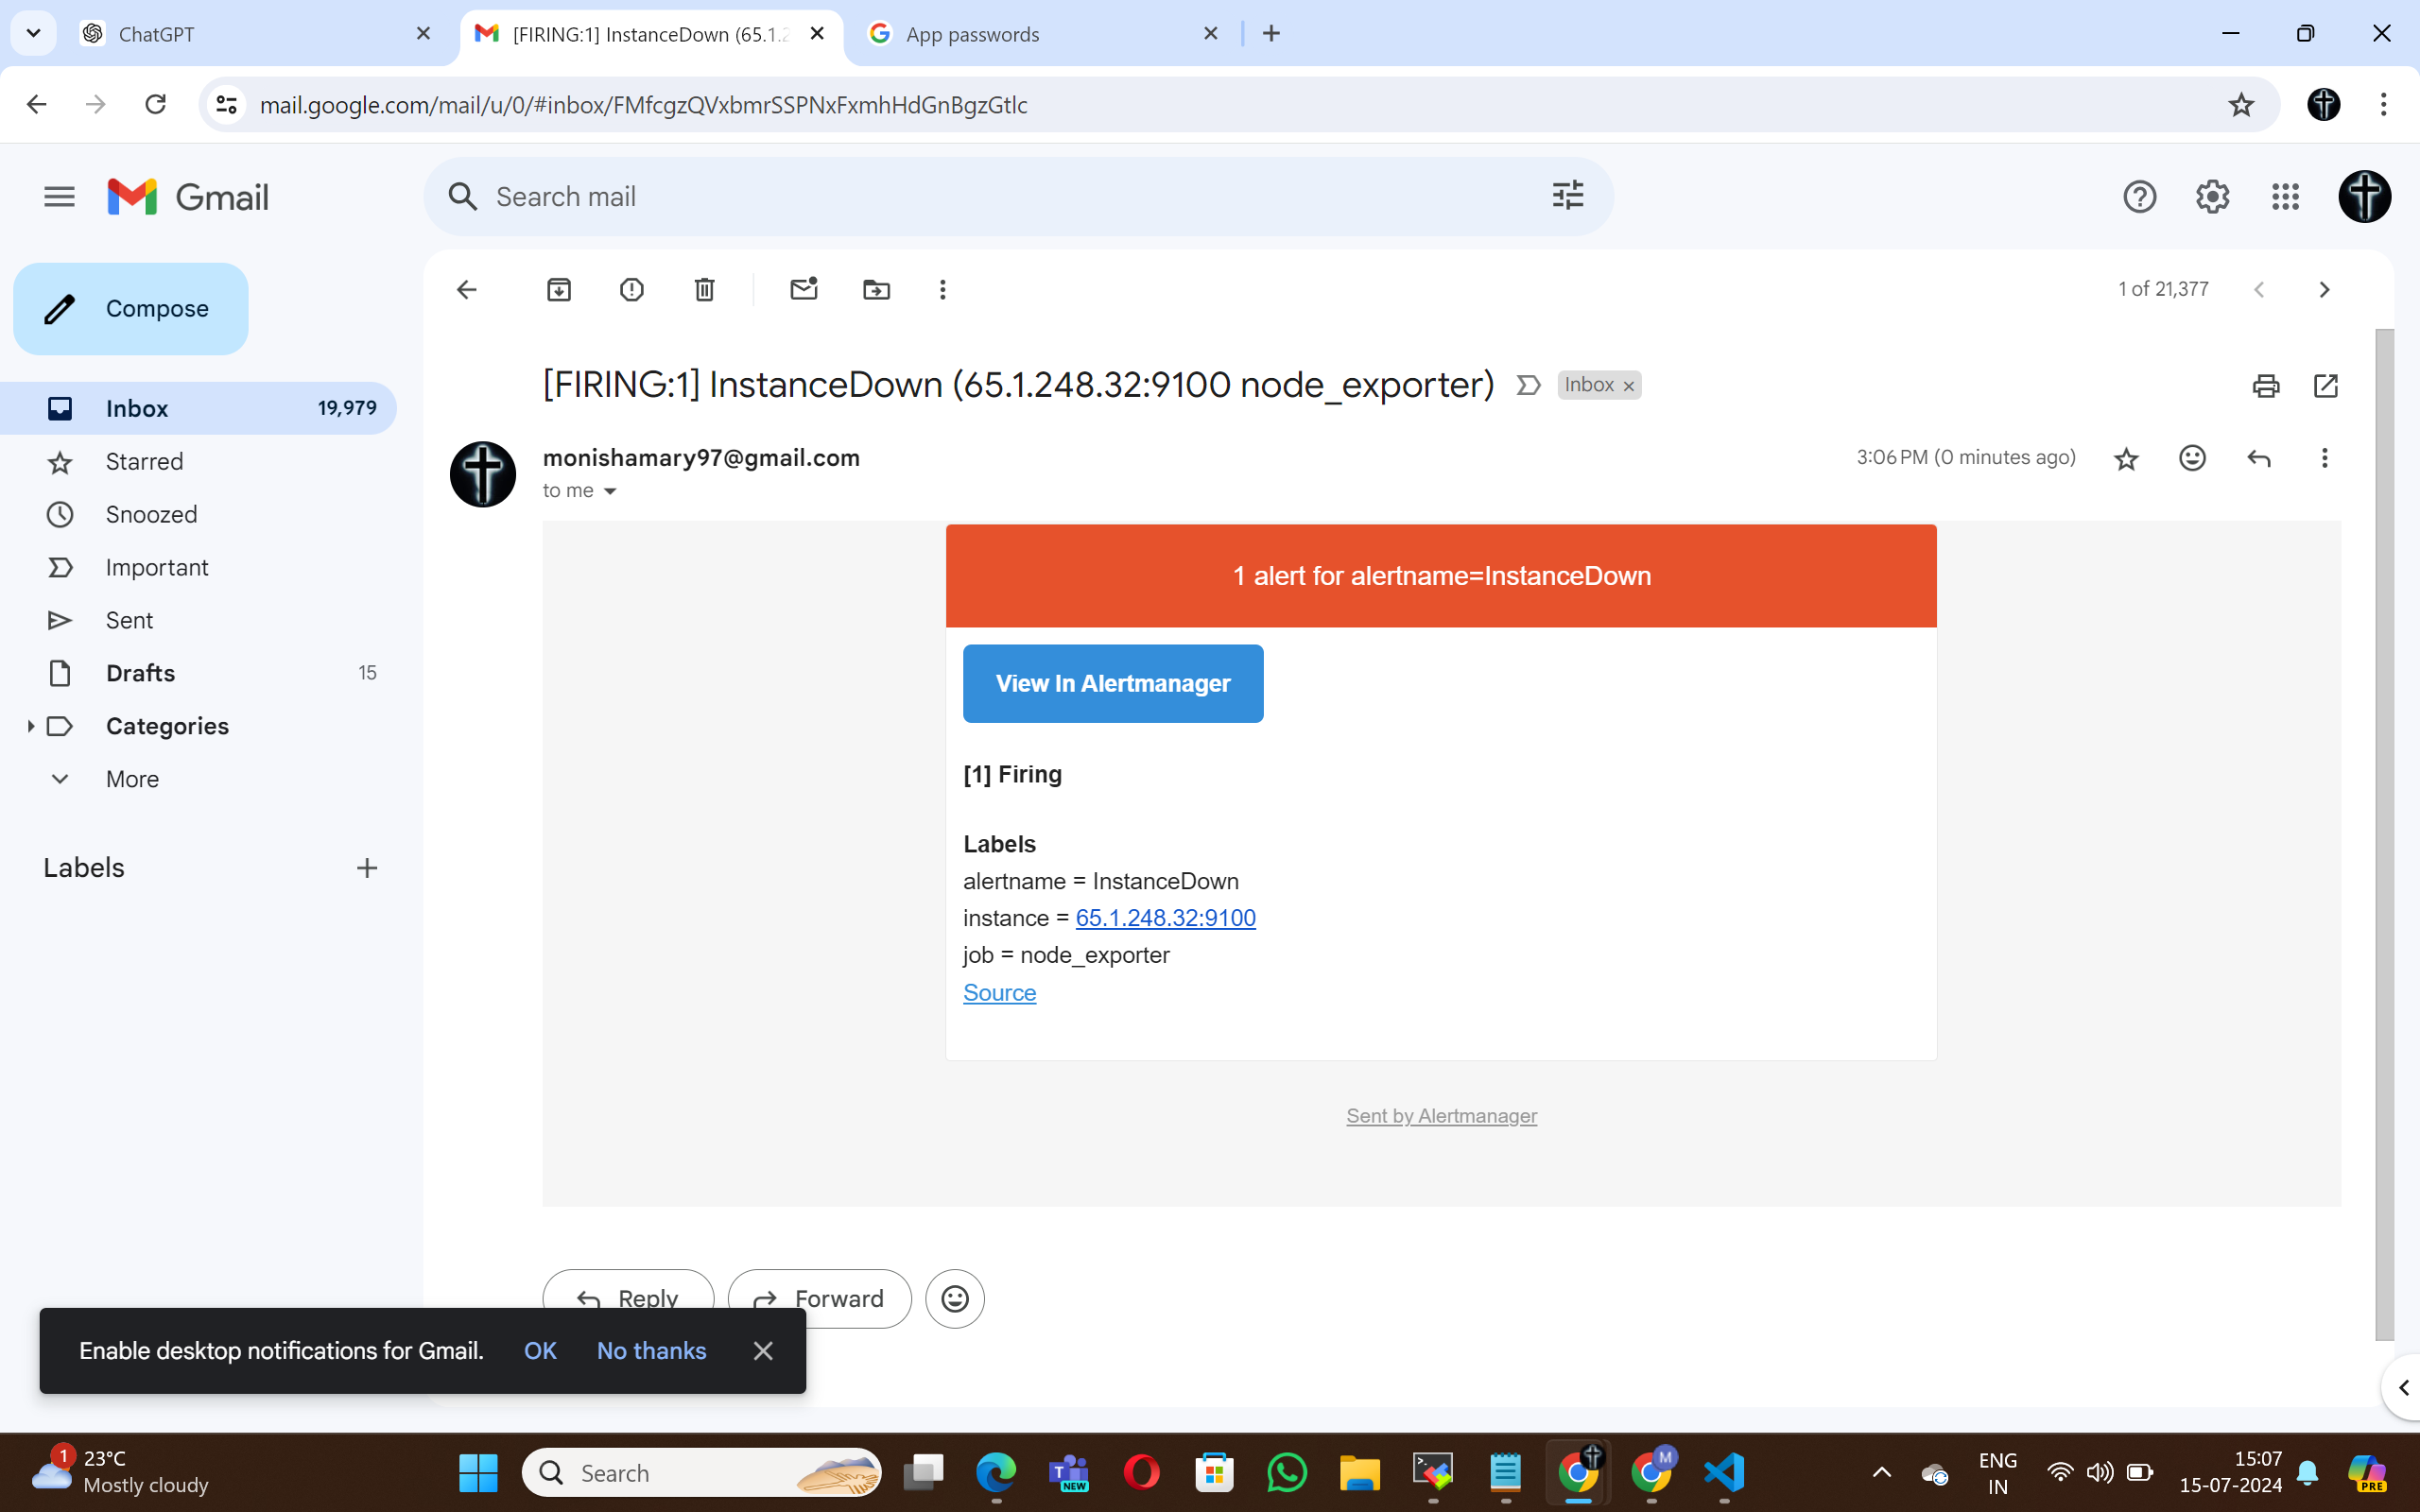 ChatGPT
[FIRING:1] InstanceDown (65.1.2
App passwords
mail.google.com/mail/u/0/#inbox/FMfcgzQVxbmrSSPNxFxmhHdGnBgzGtlc
Gmail
Search mail
Compose
1 of 21,377
[FIRING:1] InstanceDown (65.1.248.32:9100 node_exporter)
Inbox ×
Inbox 19,979
Starred
Snoozed
Important
Sent
Drafts 15
Categories
More
Labels
monishamary97@gmail.com
3:06 PM (0 minutes ago)
to me
1 alert for alertname=InstanceDown
View In Alertmanager
[1] Firing
Labels
alertname = InstanceDown
instance = 65.1.248.32:9100
job = node_exporter
Source
Sent by Alertmanager
Reply
Forward
Enable desktop notifications for Gmail. OK No thanks
1
23°C
Mostly cloudy
Search
T
NEW
M
ENG
IN
15:07
15-07-2024
PRE